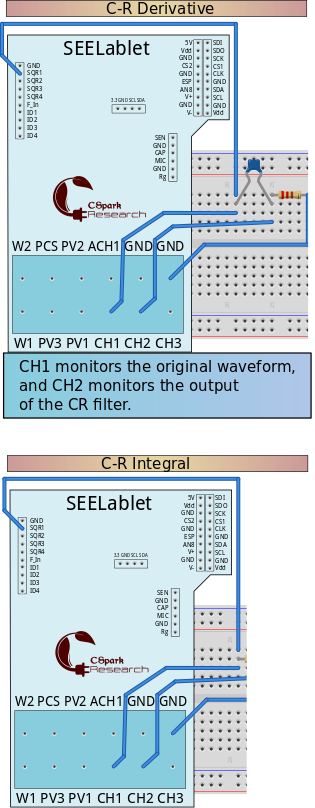 C-R Derivative
SEELablet
GND
SQR1
SQR2
SQR3
SQR4
F_In
ID1
ID2
ID3
ID4
3.3 GND SCL SDA
5V
Vdd
GND
CS2
GND
ESP
AN8
V+
GND
V-
SDI
SDO
SCK
CS1
CLK
GND
SDA
SCL
GND
Vdd
SEN
GND
CAP
MIC
GND
Rg
CSpark
Research
W2 PCS PV2 ACH1 GND GND
W1 PV3 PV1 CH1 CH2 CH3
CH1 monitors the original waveform,
and CH2 monitors the output
of the CR filter.
C-R Integral
SEELablet
GND
SQR1
SQR2
SQR3
SQR4
F_In
ID1
ID2
ID3
ID4
3.3 GND SCL SDA
5V
Vdd
GND
CS2
GND
ESP
AN8
V+
GND
V-
SDI
SDO
SCK
CS1
CLK
GND
SDA
SCL
GND
Vdd
SEN
GND
CAP
MIC
GND
Rg
CSpark
Research
W2 PCS PV2 ACH1 GND GND
W1 PV3 PV1 CH1 CH2 CH3